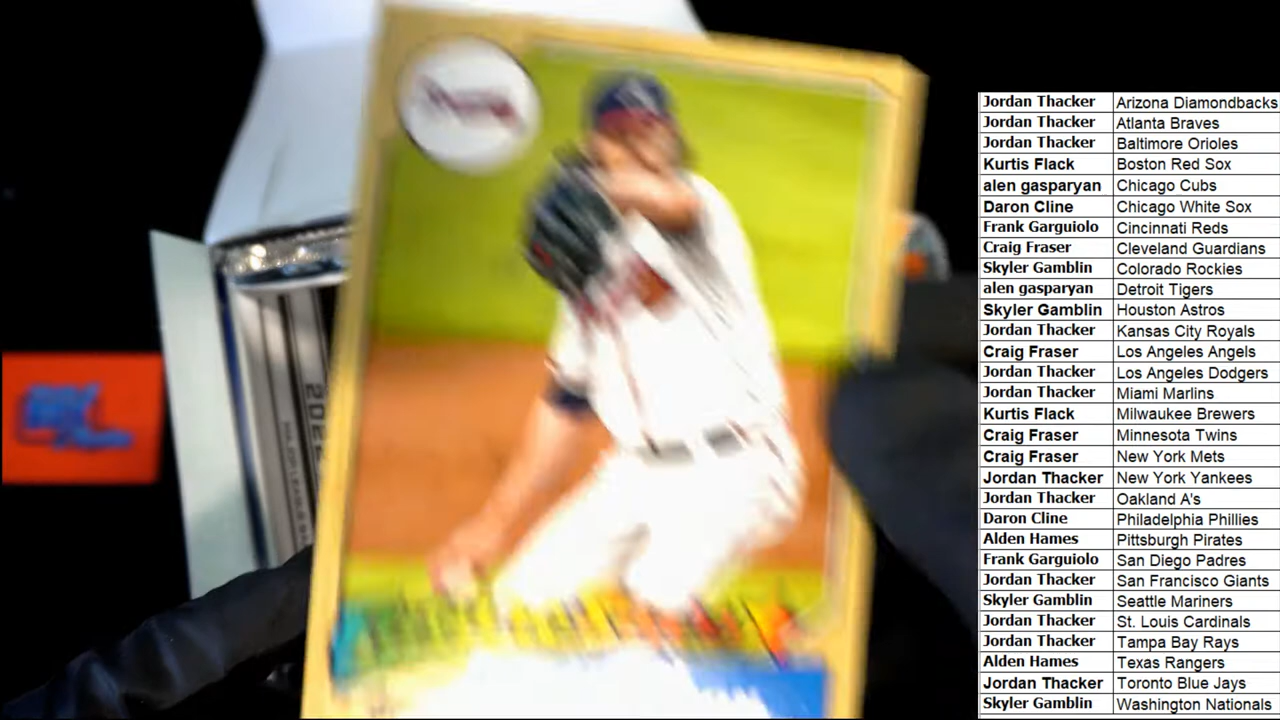 Jordan Thacker Arizona Diamondbacks
Jordan Thacker Atlanta Braves
Jordan Thacker Baltimore Orioles
Kurtis Flack Boston Red Sox
alen gasparyan Chicago Cubs
Daron Cline Chicago White Sox
Frank Garguiolo Cincinnati Reds
Craig Fraser Cleveland Guardians
Skyler Gamblin Colorado Rockies
alen gasparyan Detroit Tigers
Skyler Gamblin Houston Astros
Jordan Thacker Kansas City Royals
Craig Fraser Los Angeles Angels
Jordan Thacker Los Angeles Dodgers
Jordan Thacker Miami Marlins
Kurtis Flack Milwaukee Brewers
Craig Fraser Minnesota Twins
Craig Fraser New York Mets
Jordan Thacker New York Yankees
Jordan Thacker Oakland A's
Daron Cline Philadelphia Phillies
Alden Hames Pittsburgh Pirates
Frank Garguiolo San Diego Padres
Jordan Thacker San Francisco Giants
Skyler Gamblin Seattle Mariners
Jordan Thacker St. Louis Cardinals
Jordan Thacker Tampa Bay Rays
Alden Hames Texas Rangers
Jordan Thacker Toronto Blue Jays
Skyler Gamblin Washington Nationals